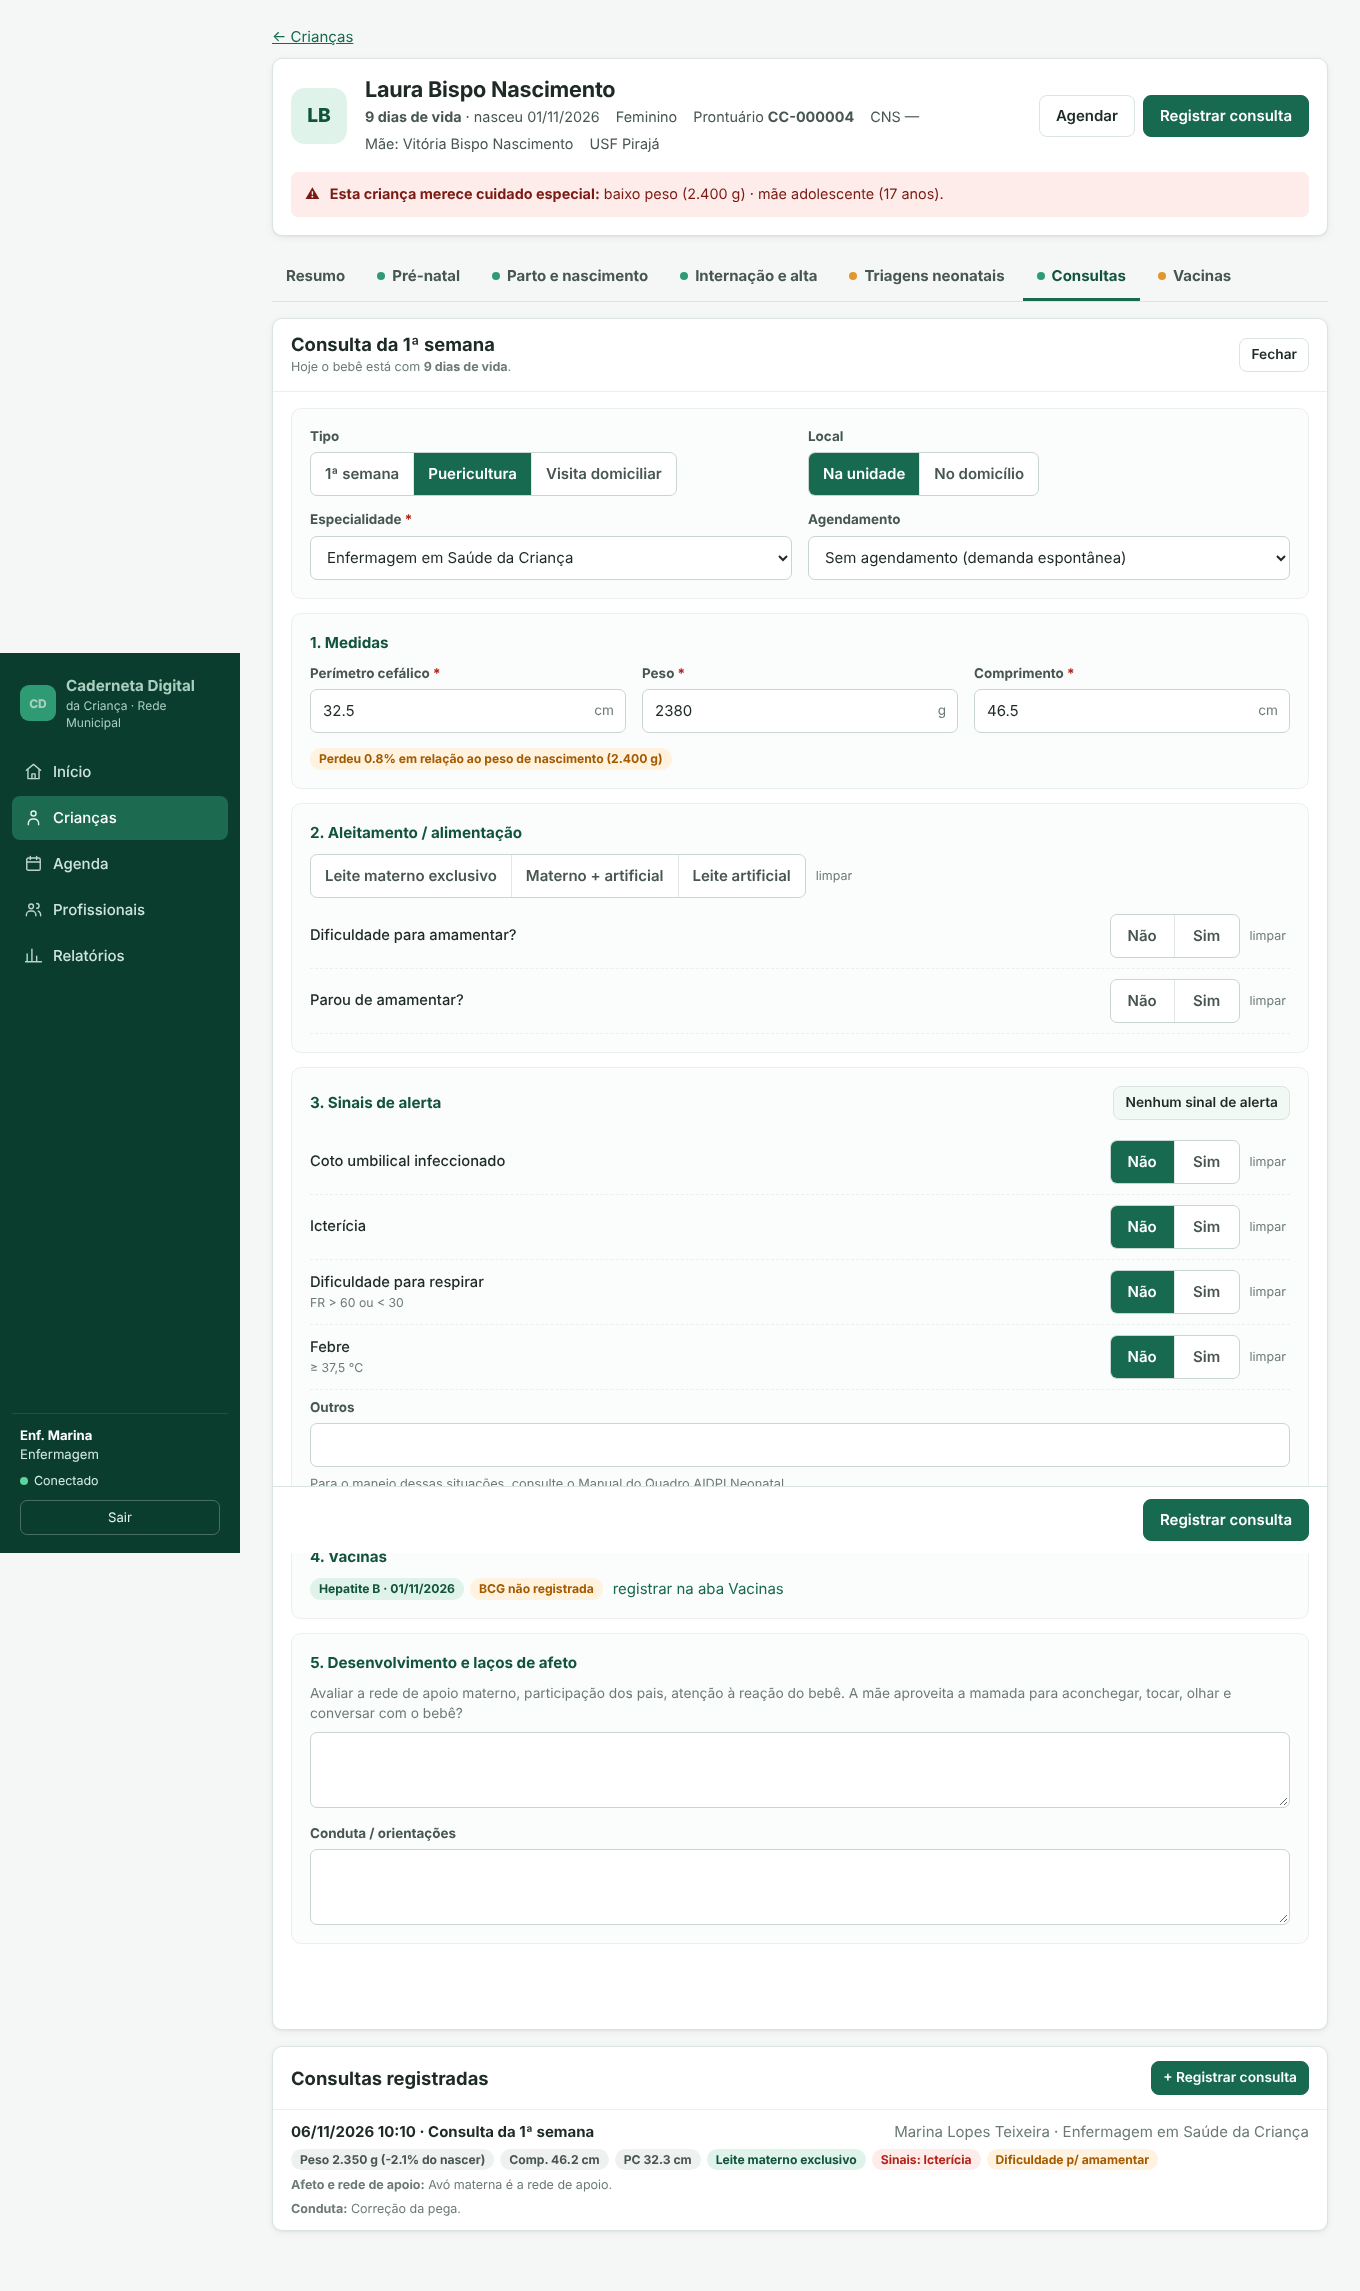 ← Crianças
LB
Laura Bispo Nascimento
9 dias de vida · nasceu 01/11/2026 Feminino Prontuário CC-000004 CNS —
Mãe: Vitória Bispo Nascimento USF Pirajá
Agendar
Registrar consulta
Esta criança merece cuidado especial: baixo peso (2.400 g) · mãe adolescente (17 anos).
Resumo
Pré-natal
Parto e nascimento
Internação e alta
Triagens neonatais
Consultas
Vacinas
Consulta da 1ª semana
Hoje o bebê está com 9 dias de vida.
Fechar
Tipo
1ª semana
Puericultura
Visita domiciliar
Local
Na unidade
No domicílio
Especialidade *
Enfermagem em Saúde da Criança
Agendamento
Sem agendamento (demanda espontânea)
1. Medidas
Perímetro cefálico *
32.5 cm
Peso *
2380 g
Comprimento *
46.5 cm
Perdeu 0.8% em relação ao peso de nascimento (2.400 g)
2. Aleitamento / alimentação
Leite materno exclusivo
Materno + artificial
Leite artificial
limpar
Dificuldade para amamentar?
Não
Sim
limpar
Parou de amamentar?
Não
Sim
limpar
3. Sinais de alerta
Nenhum sinal de alerta
Coto umbilical infeccionado
Não
Sim
limpar
Icterícia
Não
Sim
limpar
Dificuldade para respirar
FR > 60 ou < 30
Não
Sim
limpar
Febre
≥ 37,5 °C
Não
Sim
limpar
Outros
Para o manejo dessas situações, consulte o Manual do Quadro AIDPI Neonatal
Registrar consulta
4. Vacinas
Hepatite B · 01/11/2026
BCG não registrada
registrar na aba Vacinas
5. Desenvolvimento e laços de afeto
Avaliar a rede de apoio materno, participação dos pais, atenção à reação do bebê. A mãe aproveita a mamada para aconchegar, tocar, olhar e
conversar com o bebê?
Conduta / orientações
Consultas registradas
+ Registrar consulta
06/11/2026 10:10 · Consulta da 1ª semana
Marina Lopes Teixeira · Enfermagem em Saúde da Criança
Peso 2.350 g (-2.1% do nascer)
Comp. 46.2 cm
PC 32.3 cm
Leite materno exclusivo
Sinais: Icterícia
Dificuldade p/ amamentar
Afeto e rede de apoio: Avó materna é a rede de apoio.
Conduta: Correção da pega.
CD
Caderneta Digital
da Criança · Rede
Municipal
Início
Crianças
Agenda
Profissionais
Relatórios
Enf. Marina
Enfermagem
Conectado
Sair